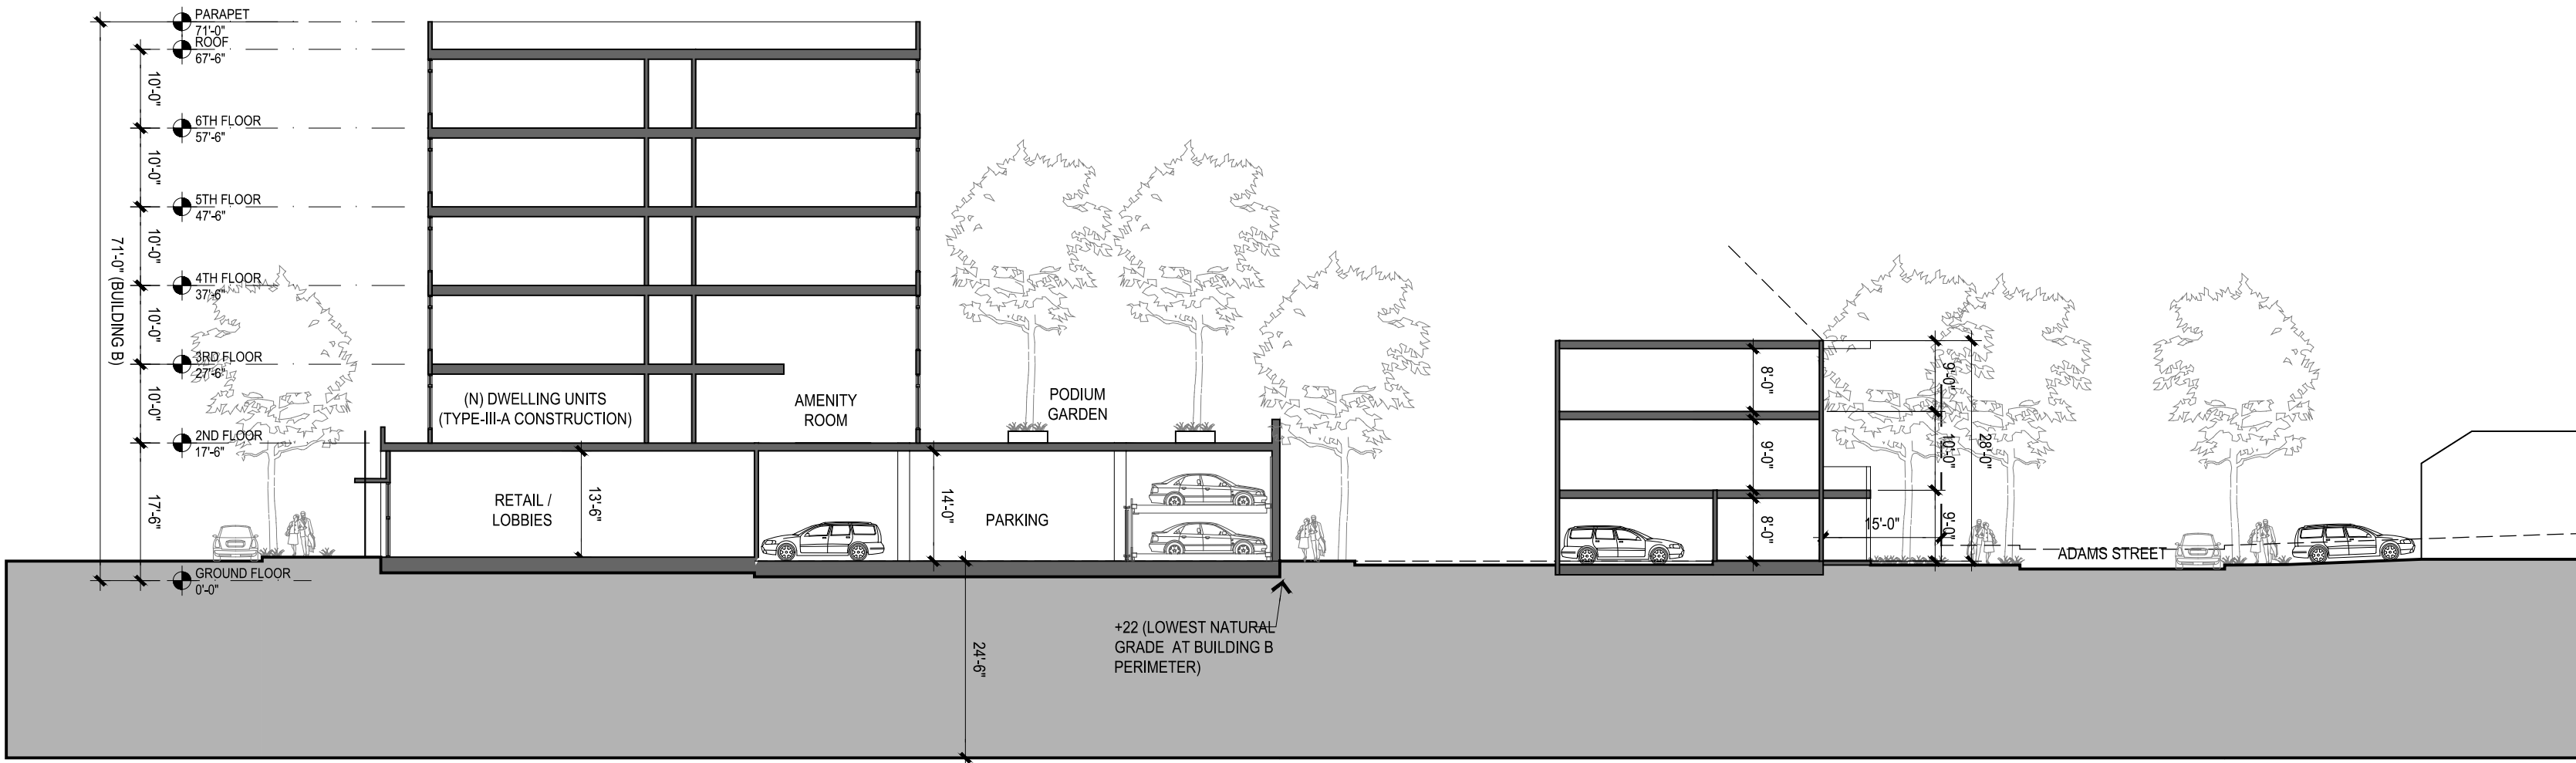 PARAPET
71'-0"
ROOF
67'-6"
10'-0"
6TH FLOOR
57'-6"
10'-0"
5TH FLOOR
47'-6"
10'-0"
4TH FLOOR
37'-6"
10'-0"
3RD FLOOR
27'-6"
10'-0"
2ND FLOOR
17'-6"
17'-6"
GROUND FLOOR
0'-0"
71'-0" (BUILDING B)
(N) DWELLING UNITS
(TYPE-III-A CONSTRUCTION)
AMENITY
ROOM
PODIUM
GARDEN
RETAIL /
LOBBIES
13'-6"
14'-0"
PARKING
24'-6"
+22 (LOWEST NATURAL
GRADE AT BUILDING B
PERIMETER)
8'-0"
9'-0"
8'-0"
15'-0"
9'-0"
10'-0"
9'-0"
28'-0"
ADAMS STREET